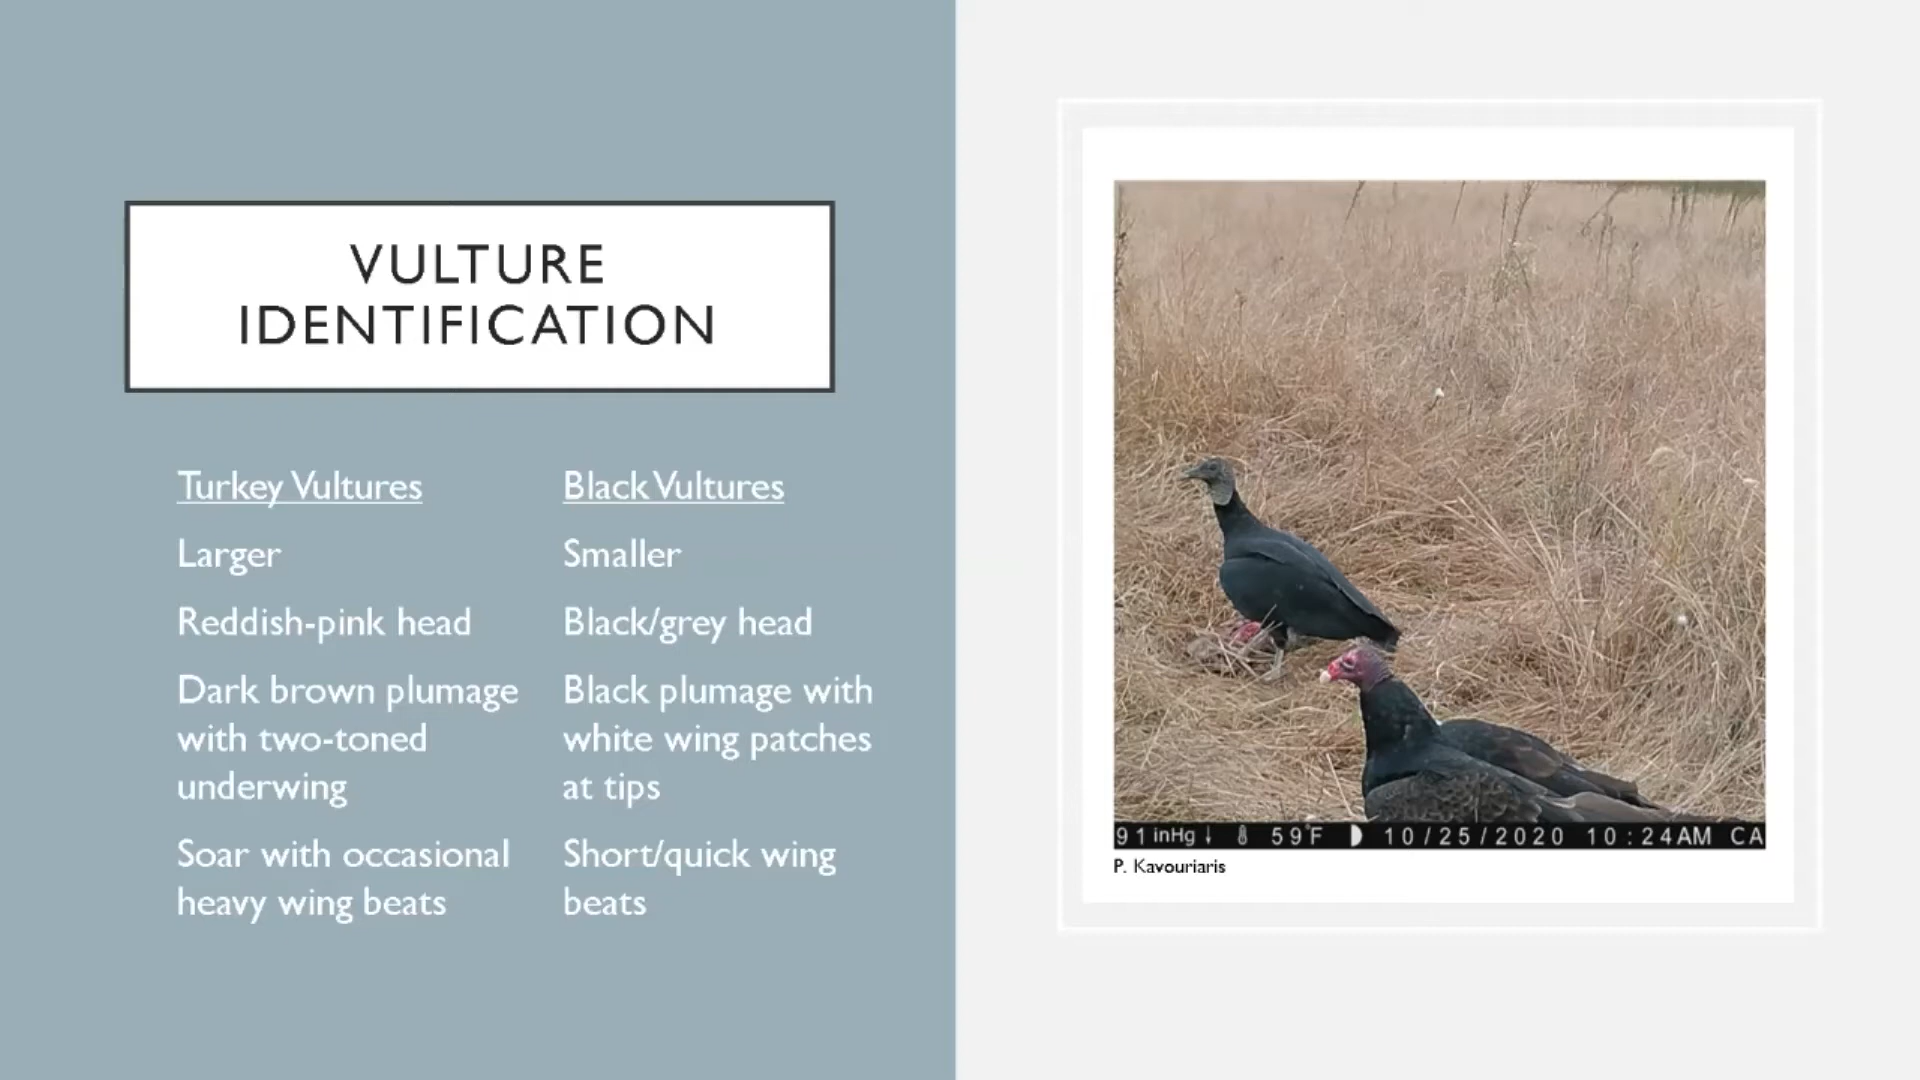 VULTURE
IDENTIFICATION
Turkey Vultures
Larger
Reddish-pink head
Dark brown plumage
with two-toned
underwing
Soar with occasional
heavy wing beats
Black Vultures
Smaller
Black/grey head
Black plumage with
white wing patches
at tips
Short/quick wing
beats
91 inHg↓ 59°F 10/25/2020 10:24AM CA
P. Kavouriaris